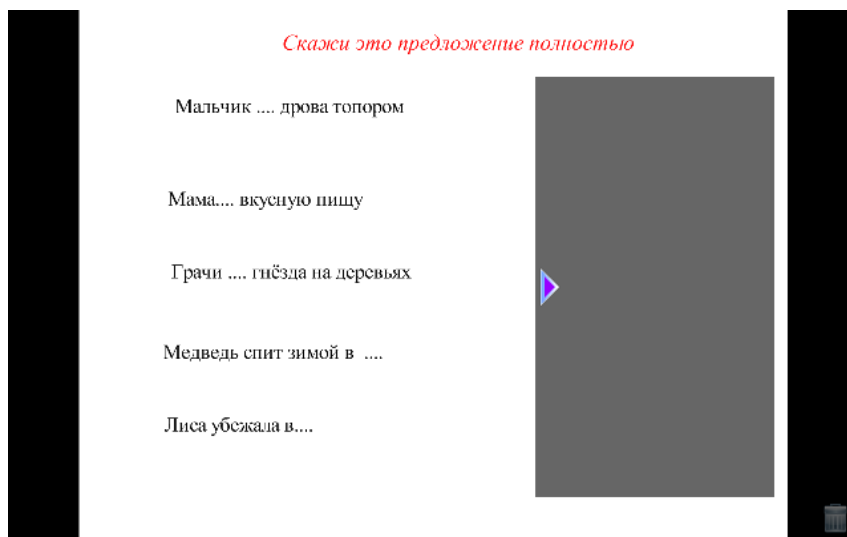 Скажи это предложение полностью
Мальчик .... дрова топором
Мама.... вкусную пищу
Грачи .... гнёзда на деревьях
Медведь спит зимой в ....
Лиса убежала в....